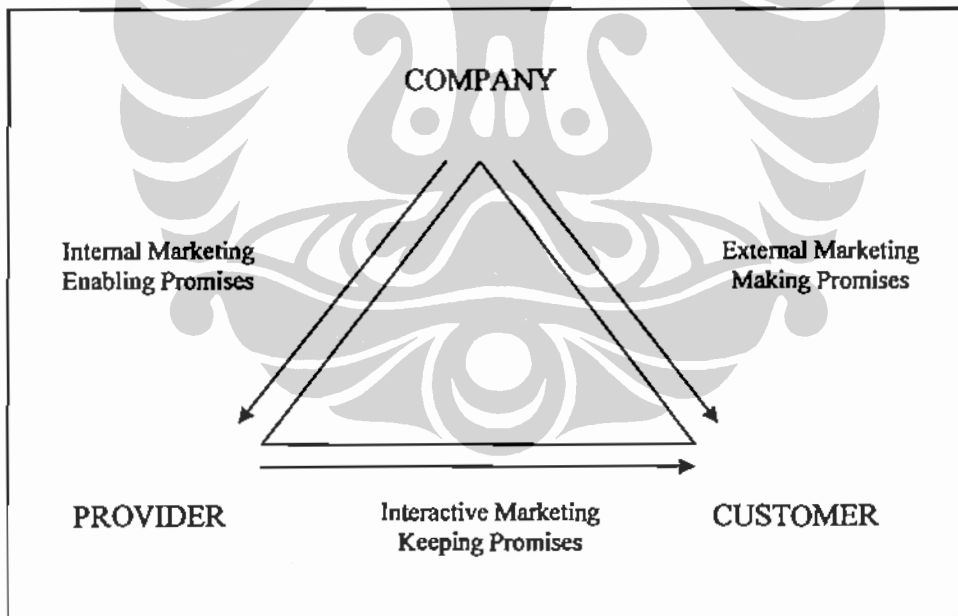 COMPANY
Internal Marketing
Enabling Promises
External Marketing
Making Promises
PROVIDER
Interactive Marketing
Keeping Promises
CUSTOMER